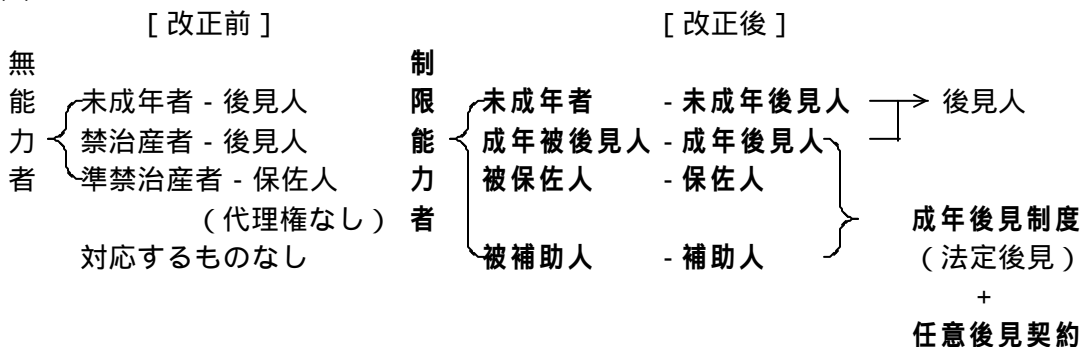 [改正前] [改正後]
無 制
能 未成年者 - 後見人 限 未成年者 - 未成年後見人 → 後見人
力 禁治産者 - 後見人 能 成年被後見人 - 成年後見人
者 準禁治産者 - 保佐人 力 被保佐人 - 保佐人
(代理権なし) 者 成年後見制度
対応するものなし 被補助人 - 補助人 (法定後見)
+
任意後見契約